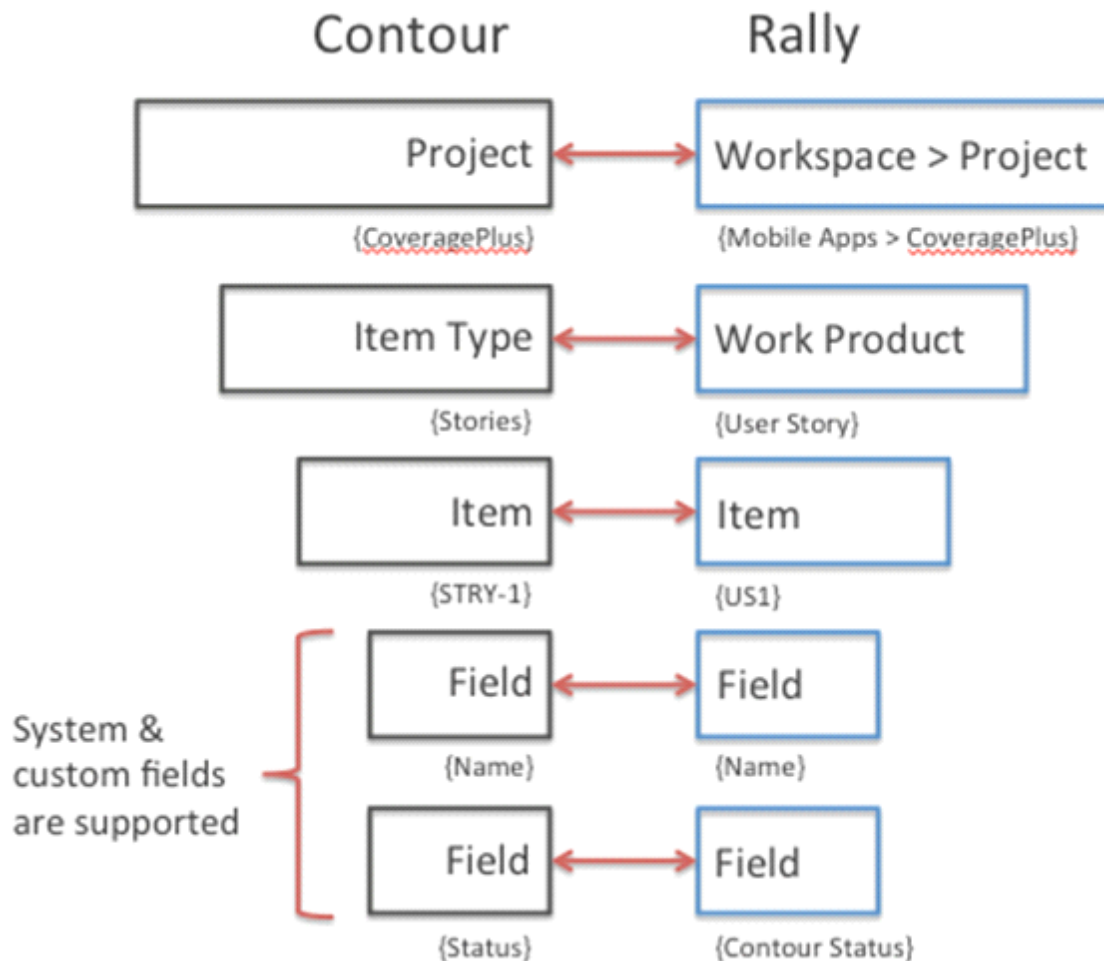 Contour Rally
Project Workspace > Project
{CoveragePlus} {Mobile Apps > CoveragePlus}
Item Type Work Product
{Stories} {User Story}
Item Item
{STRY-1} {US1}
Field Field
{Name} {Name}
System &
custom fields
are supported
Field Field
{Status} {Contour Status}